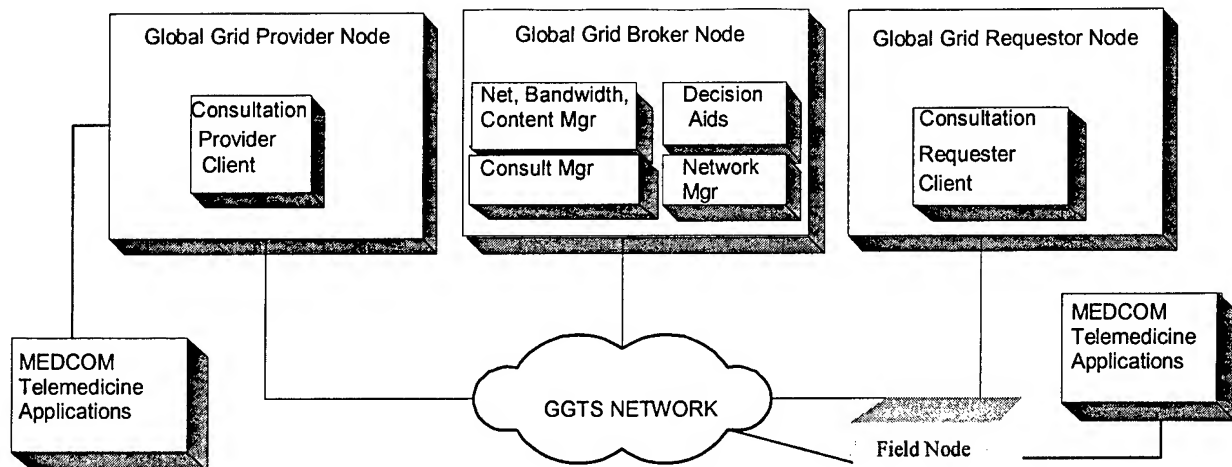 Global Grid Provider Node
Consultation
Provider
Client
Global Grid Broker Node
Net, Bandwidth,
Content Mgr
Decision
Aids
Consult Mgr
Network
Mgr
Global Grid Requestor Node
Consultation
Requester
Client
MEDCOM
Telemedicine
Applications
GGTS NETWORK
Field Node
MEDCOM
Telemedicine
Applications